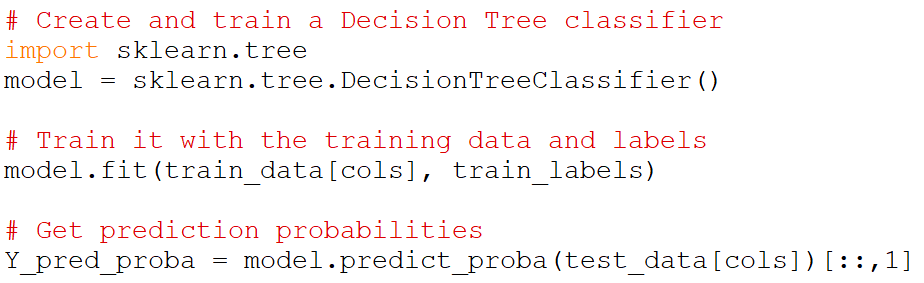 # Create and train a Decision Tree classifier
import sklearn.tree
model = sklearn.tree.DecisionTreeClassifier()
# Train it with the training data and labels
model.fit(train_data[cols], train_labels)
# Get prediction probabilities
Y_pred_proba = model.predict_proba(test_data[cols])[::,1]